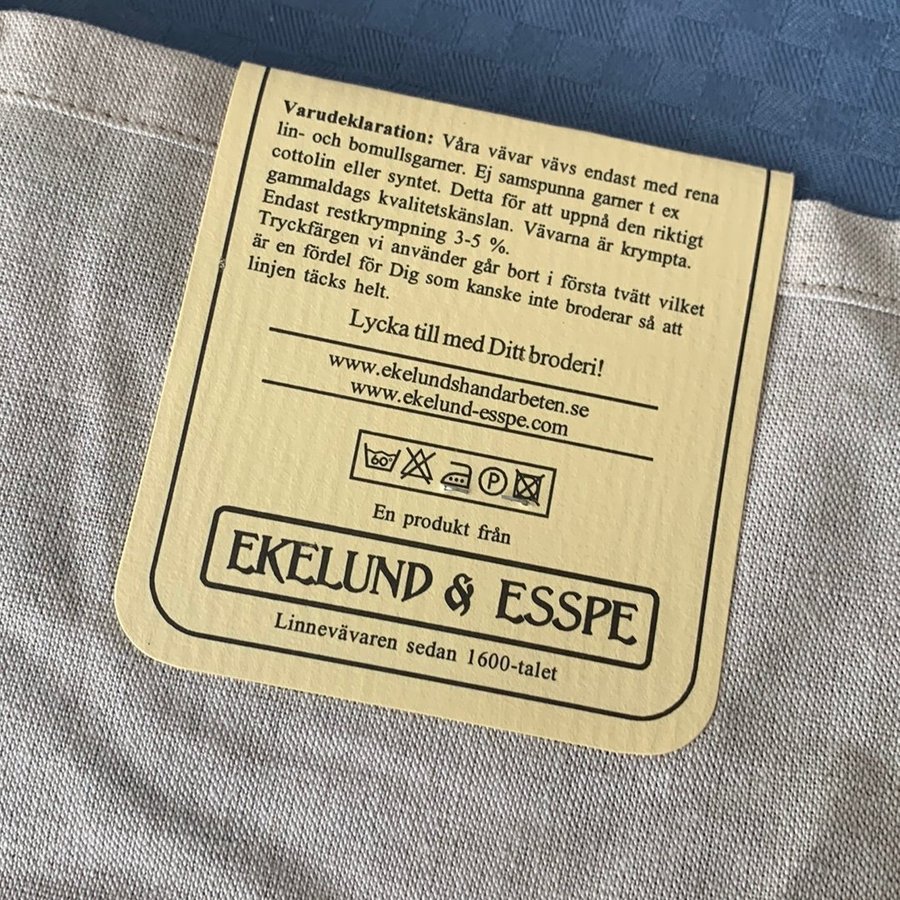 Varudeklaration: Våra vävar vävs endast med rena
lin- och bomullsgarner. Ej samspunna garner t ex
cottolin eller syntet. Detta för att uppnå den riktigt
gammaldags kvalitetskänslan. Vävarna är krympta.
Endast restkrympning 3-5 %.
Tryckfärgen vi använder går bort i första tvätt vilket
är en fördel för Dig som kanske inte broderar så att
linjen täcks helt.
Lycka till med Ditt broderi!
www.ekelundshandarbeten.se
www.ekelund-esspe.com
60° P
En produkt från
EKELUND & ESSPE
Linnevävaren sedan 1600-talet